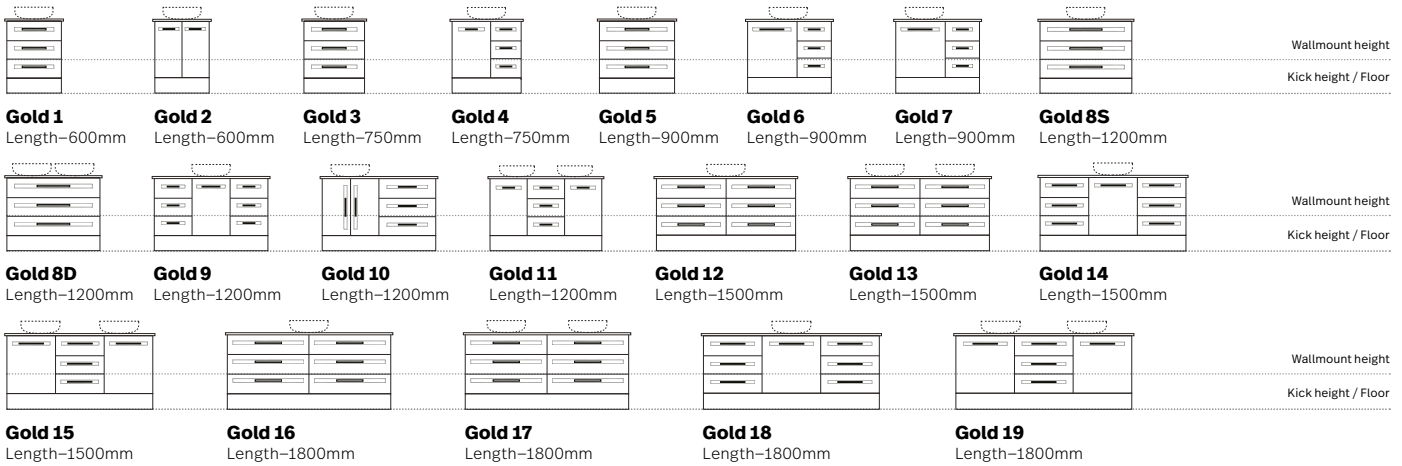 Wallmount height
Kick height / Floor
Gold 1 Gold 2 Gold 3 Gold 4 Gold 5 Gold 6 Gold 7 Gold 8S
Length–600mm Length–600mm Length–750mm Length–750mm Length–900mm Length–900mm Length–900mm Length–1200mm
Wallmount height
Kick height / Floor
Gold 8D Gold 9 Gold 10 Gold 11 Gold 12 Gold 13 Gold 14
Length–1200mm Length–1200mm Length–1200mm Length–1200mm Length–1500mm Length–1500mm Length–1500mm
Wallmount height
Kick height / Floor
Gold 15 Gold 16 Gold 17 Gold 18 Gold 19
Length–1500mm Length–1800mm Length–1800mm Length–1800mm Length–1800mm